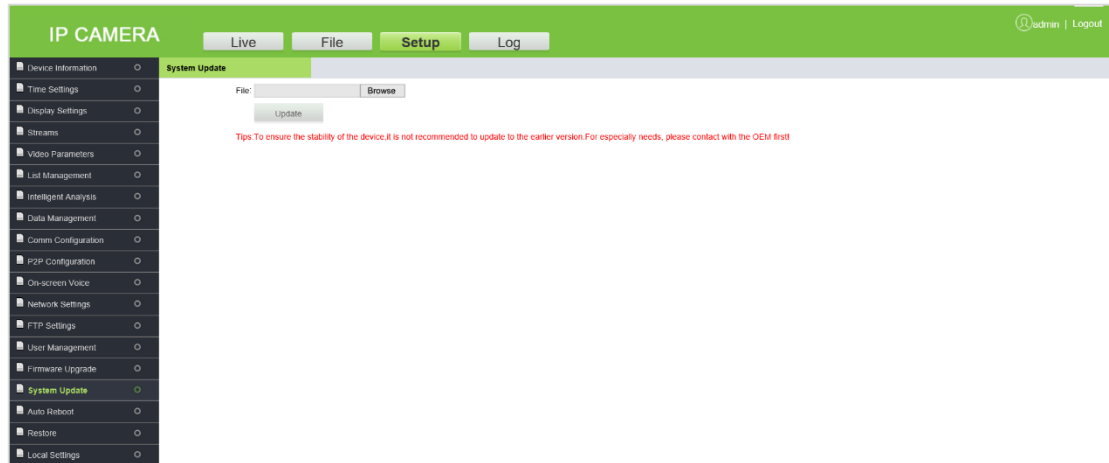 IP CAMERA
Live File Setup Log
admin | Logout
Device Information
Time Settings
Display Settings
Streams
Video Parameters
List Management
Intelligent Analysis
Data Management
Comm Configuration
P2P Configuration
On-screen Voice
Network Settings
FTP Settings
User Management
Firmware Upgrade
System Update
Auto Reboot
Restore
Local Settings
System Update
File: Browse
Update
Tips:To ensure the stability of the device,it is not recommended to update to the earlier version.For especially needs, please contact with the OEM first!